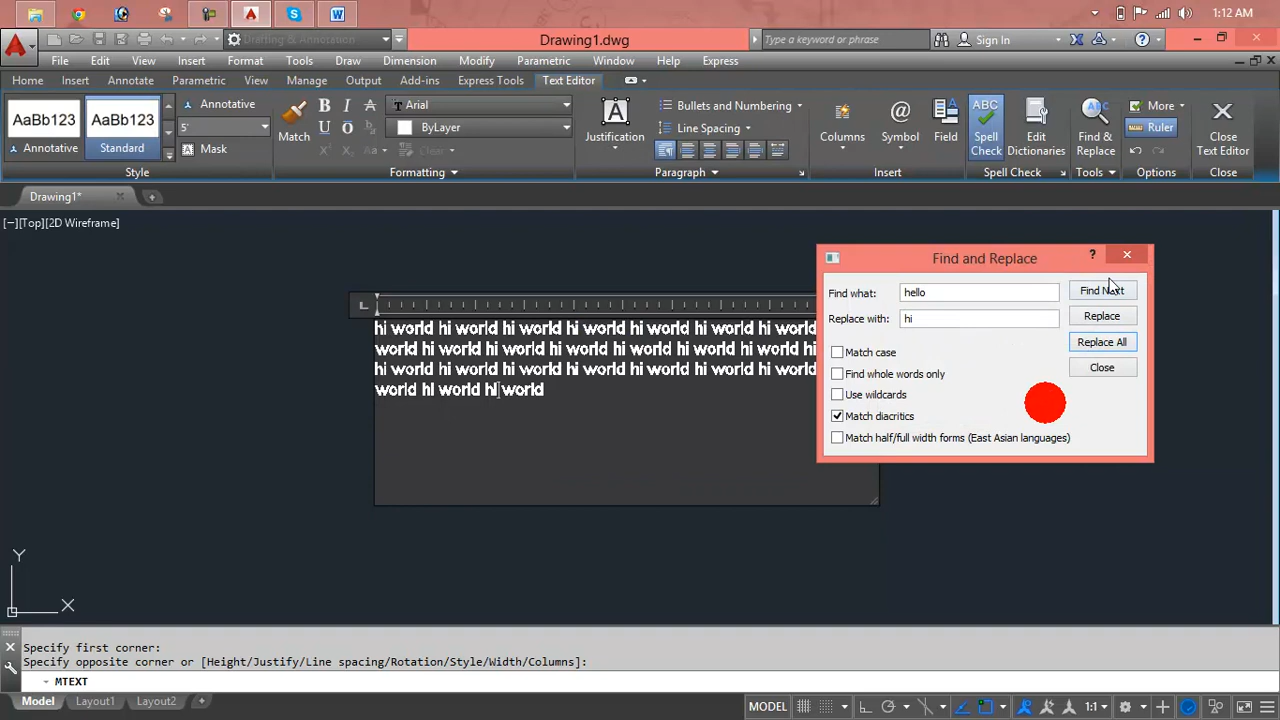 1:12 AM
Drafting & Annotation
Drawing1.dwg
Type a keyword or phrase
Sign In
File Edit View Insert Format Tools Draw Dimension Modify Parametric Window Help Express
Home Insert Annotate Parametric View Manage Output Add-ins Express Tools Text Editor
AaBb123 AaBb123 Annotative Arial Bullets and Numbering More
5' ByLayer Line Spacing Ruler
Annotative Standard Mask Match Clear Justification Columns Symbol Field
ABC
Spell Check
Edit Dictionaries
Find & Replace
Close Text Editor
Style Formatting Paragraph Insert Spell Check Tools Options Close
Drawing1*
[−][Top][2D Wireframe]
Find and Replace
Find what: hello Find Next
Replace with: hi Replace
Replace All
Match case
Close
Find whole words only
Use wildcards
Match diacritics
Match half/full width forms (East Asian languages)
hi world hi world hi world hi world hi world hi world hi world
world hi world hi world hi world hi world hi world hi world hi
hi world hi world hi world hi world hi world hi world hi world
world hi world hi world
Y
X
Specify first corner:
Specify opposite corner or [Height/Justify/Line spacing/Rotation/Style/Width/Columns]:
MTEXT
Model Layout1 Layout2 MODEL 1:1